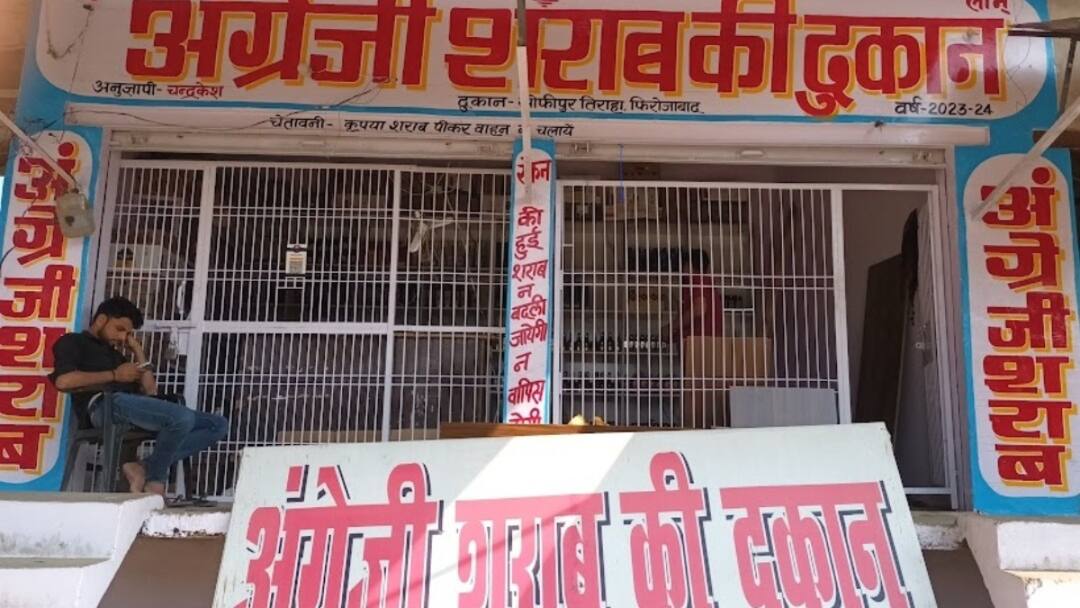 लाभ
अंग्रेजी शराब की दुकान
अनुज्ञापी- चन्द्रकेश
दुकान- सोफीपुर तिराहा, फिरोजाबाद
वर्ष-2023-24
चेतावनी- कृपया शराब पीकर वाहन न चलाये
अंग्रेजी शराब
स्कैन की हुई शराब न बदली जायेगी न वापिस होगी
अंग्रेजी शराब
अंग्रेजी शराब की दुकान